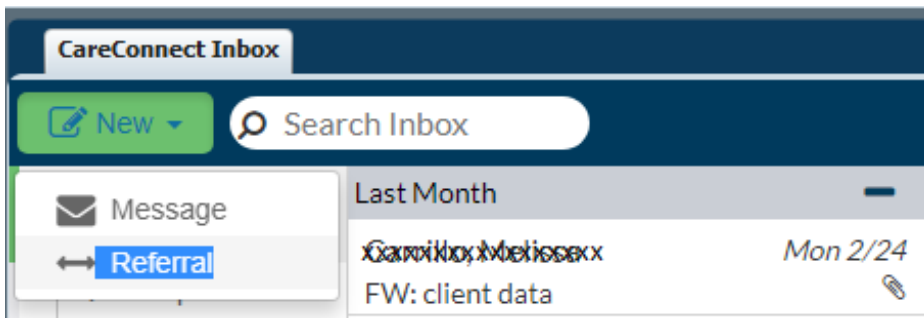 CareConnect Inbox
New
Search Inbox
Message
Referral
Last Month
Mon 2/24
FW: client data